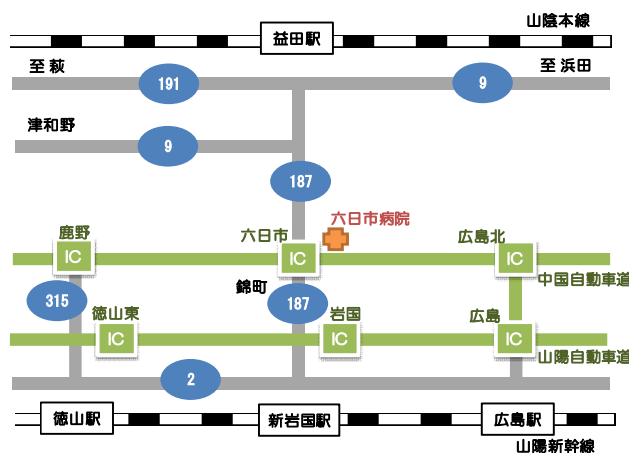 山陰本線
益田駅
至 萩
191
9
至 浜田
津和野
9
187
六日市病院
鹿野
六日市
広島北
IC
IC
IC
中国自動車道
錦町
315
187
徳山東
岩国
広島
IC
IC
IC
山陽自動車道
2
徳山駅
新岩国駅
広島駅
山陽新幹線